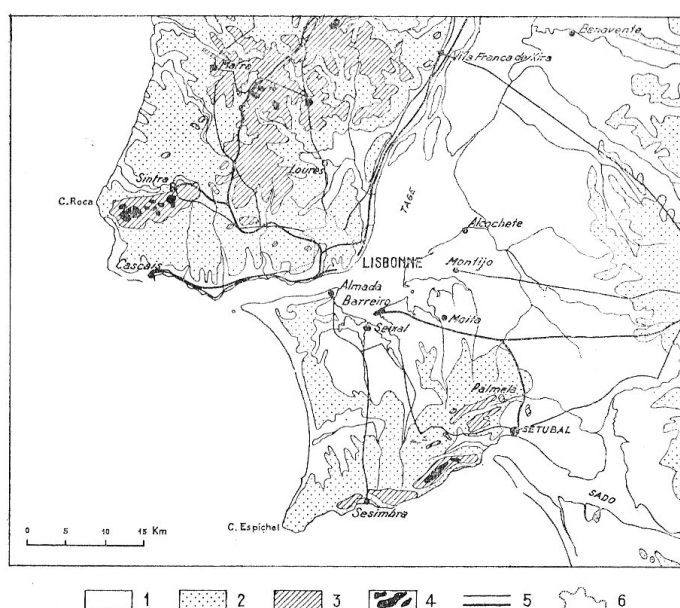 Benavente
Vila Franca de Xira
Mafra
Loures
Sintra
C. Roca
TAGE
Alcochete
Cascais
LISBONNE
Montijo
Almada
Barreiro
Moita
Seixal
Palmela
SETUBAL
SADO
Sesimbra
C. Espichel
0 5 10 15 Km
1 2 3 4 5 6